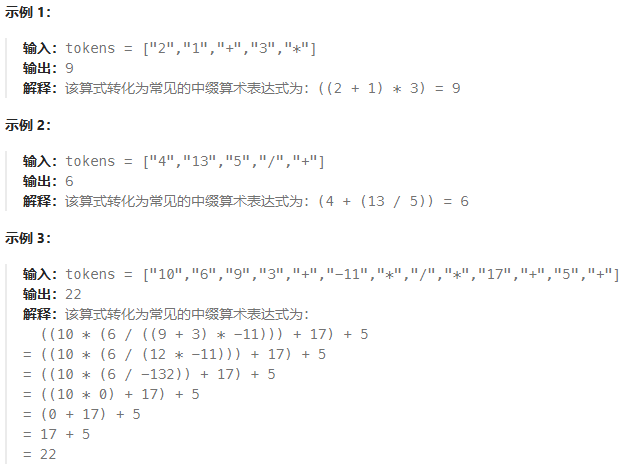 示例 1：
输入：tokens = ["2","1","+","3","*"]
输出：9
解释：该算式转化为常见的中缀算术表达式为：((2 + 1) * 3) = 9
示例 2：
输入：tokens = ["4","13","5","/","+"]
输出：6
解释：该算式转化为常见的中缀算术表达式为：(4 + (13 / 5)) = 6
示例 3：
输入：tokens = ["10","6","9","3","+","-11","*","/","*","17","+","5","+"]
输出：22
解释：该算式转化为常见的中缀算术表达式为：
((10 * (6 / ((9 + 3) * -11))) + 17) + 5
= ((10 * (6 / (12 * -11))) + 17) + 5
= ((10 * (6 / -132)) + 17) + 5
= ((10 * 0) + 17) + 5
= (0 + 17) + 5
= 17 + 5
= 22